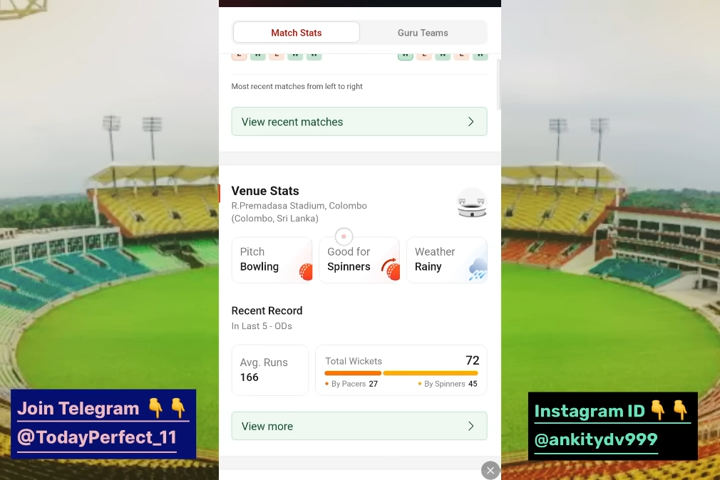 Match Stats
Guru Teams
Most recent matches from left to right
View recent matches
Venue Stats
R.Premadasa Stadium, Colombo
(Colombo, Sri Lanka)
Pitch
Bowling
Good for
Spinners
Weather
Rainy
Recent Record
In Last 5 - ODs
Avg. Runs
166
Total Wickets 72
By Pacers 27
By Spinners 45
View more
Join Telegram 👇👇
@TodayPerfect_11
Instagram ID👇👇
@ankitydv999